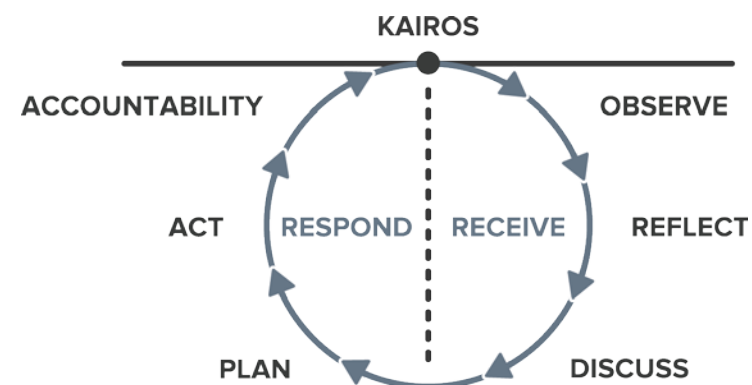 KAIROS
ACCOUNTABILITY
OBSERVE
ACT
RESPOND
RECEIVE
REFLECT
PLAN
DISCUSS